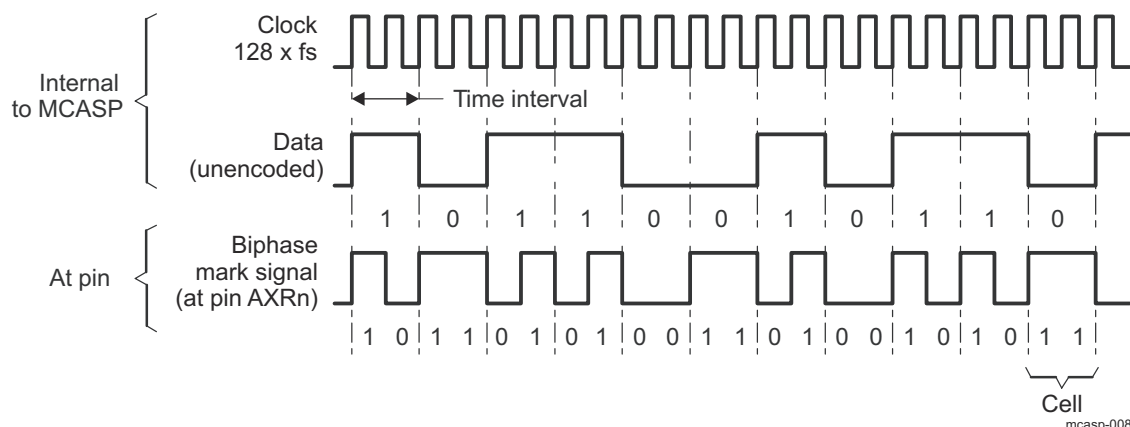 Clock
128 x fs
Internal
to MCASP
Time interval
Data
(unencoded)
1 0 1 1 0 0 1 0 1 1 0
Biphase
mark signal
(at pin AXRn)
At pin
1 0 1 1 0 1 0 1 0 0 1 1 0 1 0 0 1 0 1 0 1 1
Cell
mcasp-008